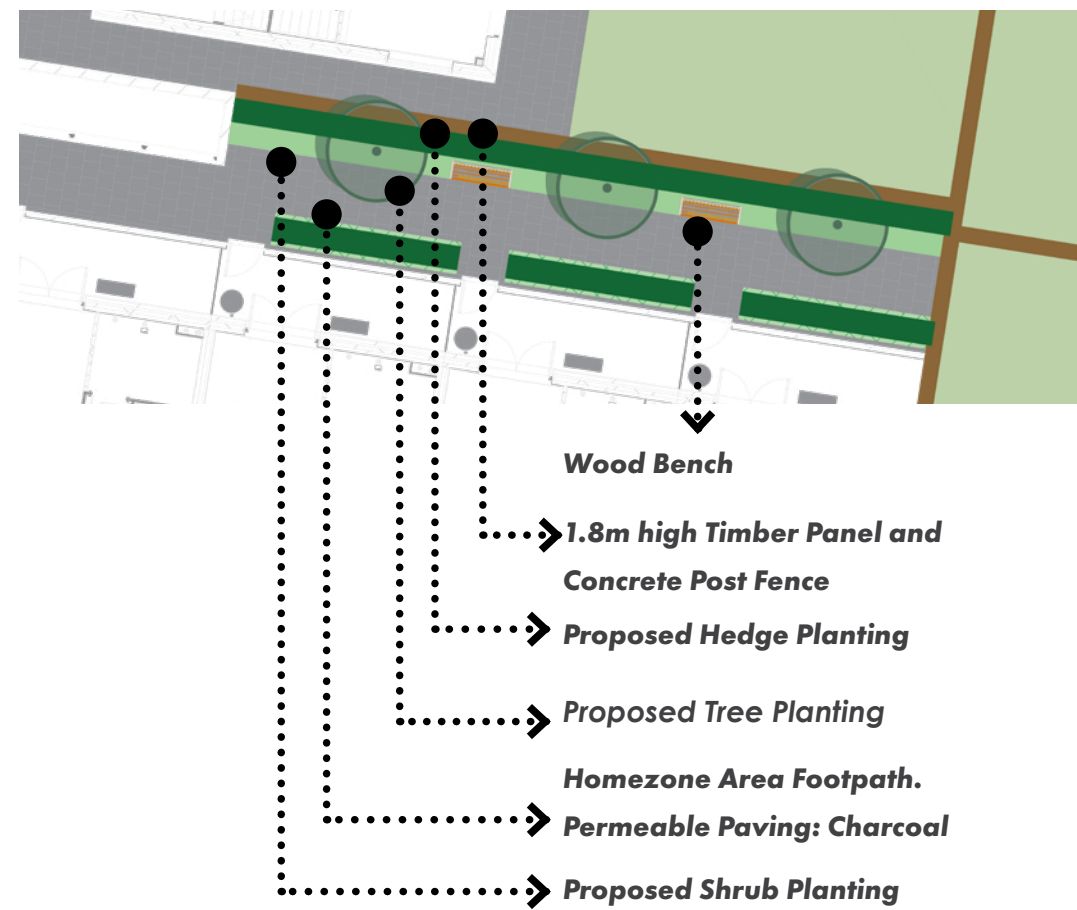 Wood Bench
1.8m high Timber Panel and
Concrete Post Fence
Proposed Hedge Planting
Proposed Tree Planting
Homezone Area Footpath.
Permeable Paving: Charcoal
Proposed Shrub Planting